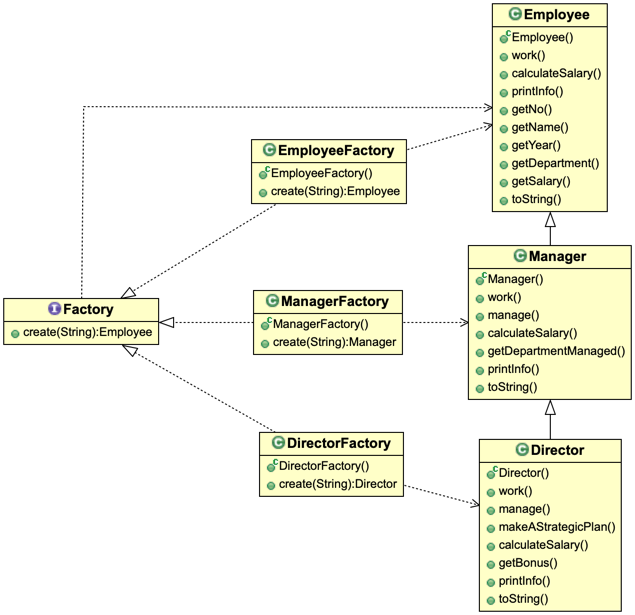 Employee
Employee()
work()
calculateSalary()
printInfo()
getNo()
getName()
getYear()
getDepartment()
getSalary()
toString()
EmployeeFactory
EmployeeFactory()
create(String):Employee
Manager
Manager()
work()
manage()
calculateSalary()
getDepartmentManaged()
printInfo()
toString()
Factory
create(String):Employee
ManagerFactory
ManagerFactory()
create(String):Manager
DirectorFactory
DirectorFactory()
create(String):Director
Director
Director()
work()
manage()
makeAStrategicPlan()
calculateSalary()
getBonus()
printInfo()
toString()